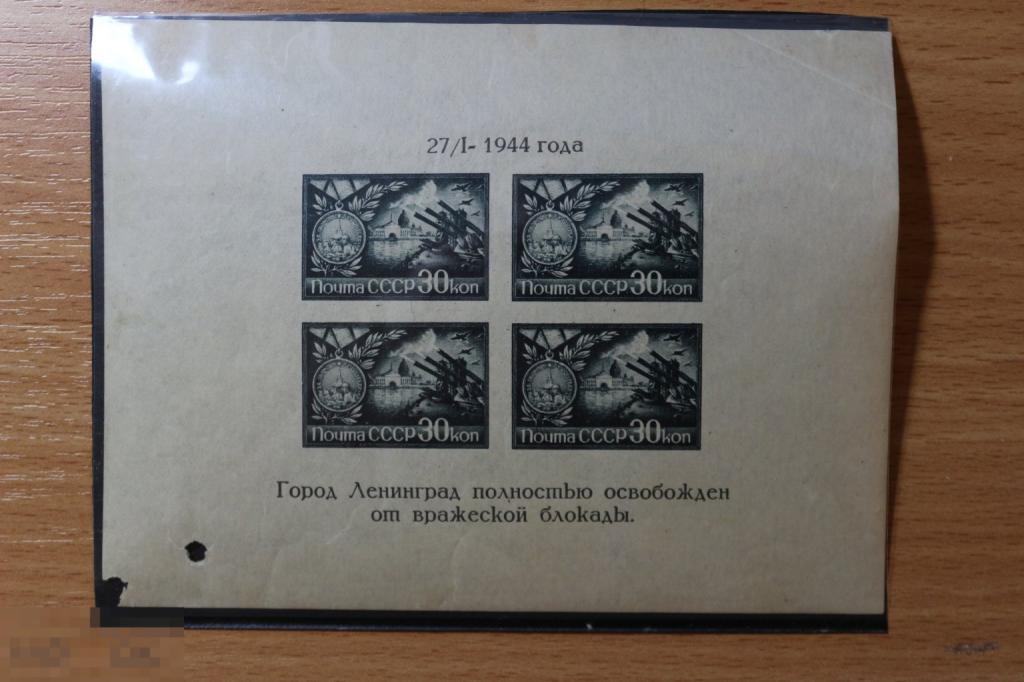 27/I- 1944 года
Почта СССР 30 коп
Почта СССР 30 коп
Почта СССР 30 коп
Почта СССР 30 коп
Город Ленинград полностью освобожден
от вражеской блокады.